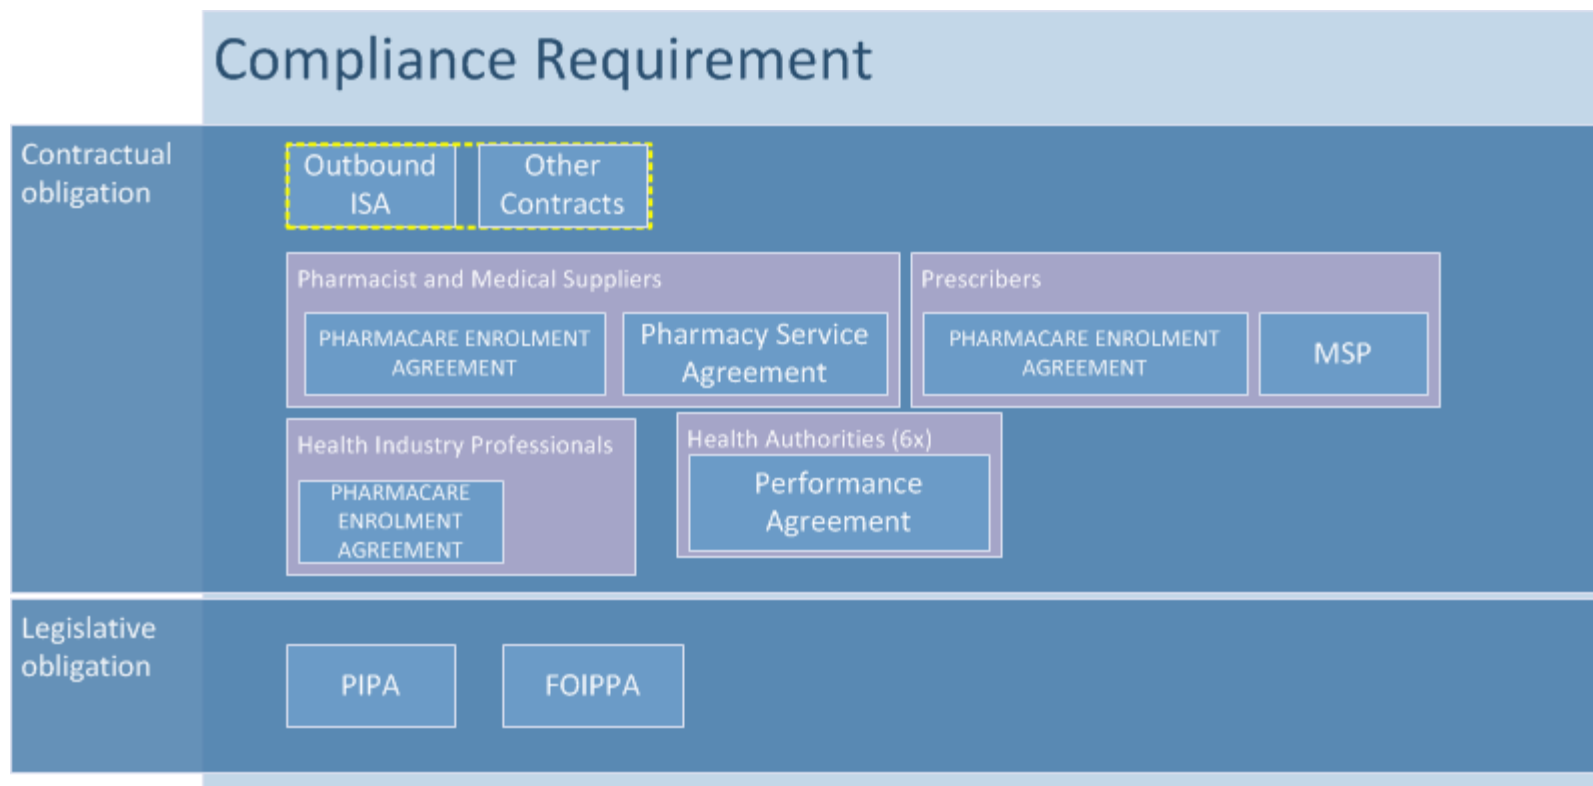 Compliance Requirement
Contractual
obligation
Outbound
ISA
Other
Contracts
Pharmacist and Medical Suppliers
PHARMACARE ENROLMENT
AGREEMENT
Pharmacy Service
Agreement
Prescribers
PHARMACARE ENROLMENT
AGREEMENT
MSP
Health Industry Professionals
PHARMACARE
ENROLMENT
AGREEMENT
Health Authorities (6x)
Performance
Agreement
Legislative
obligation
PIPA
FOIPPA